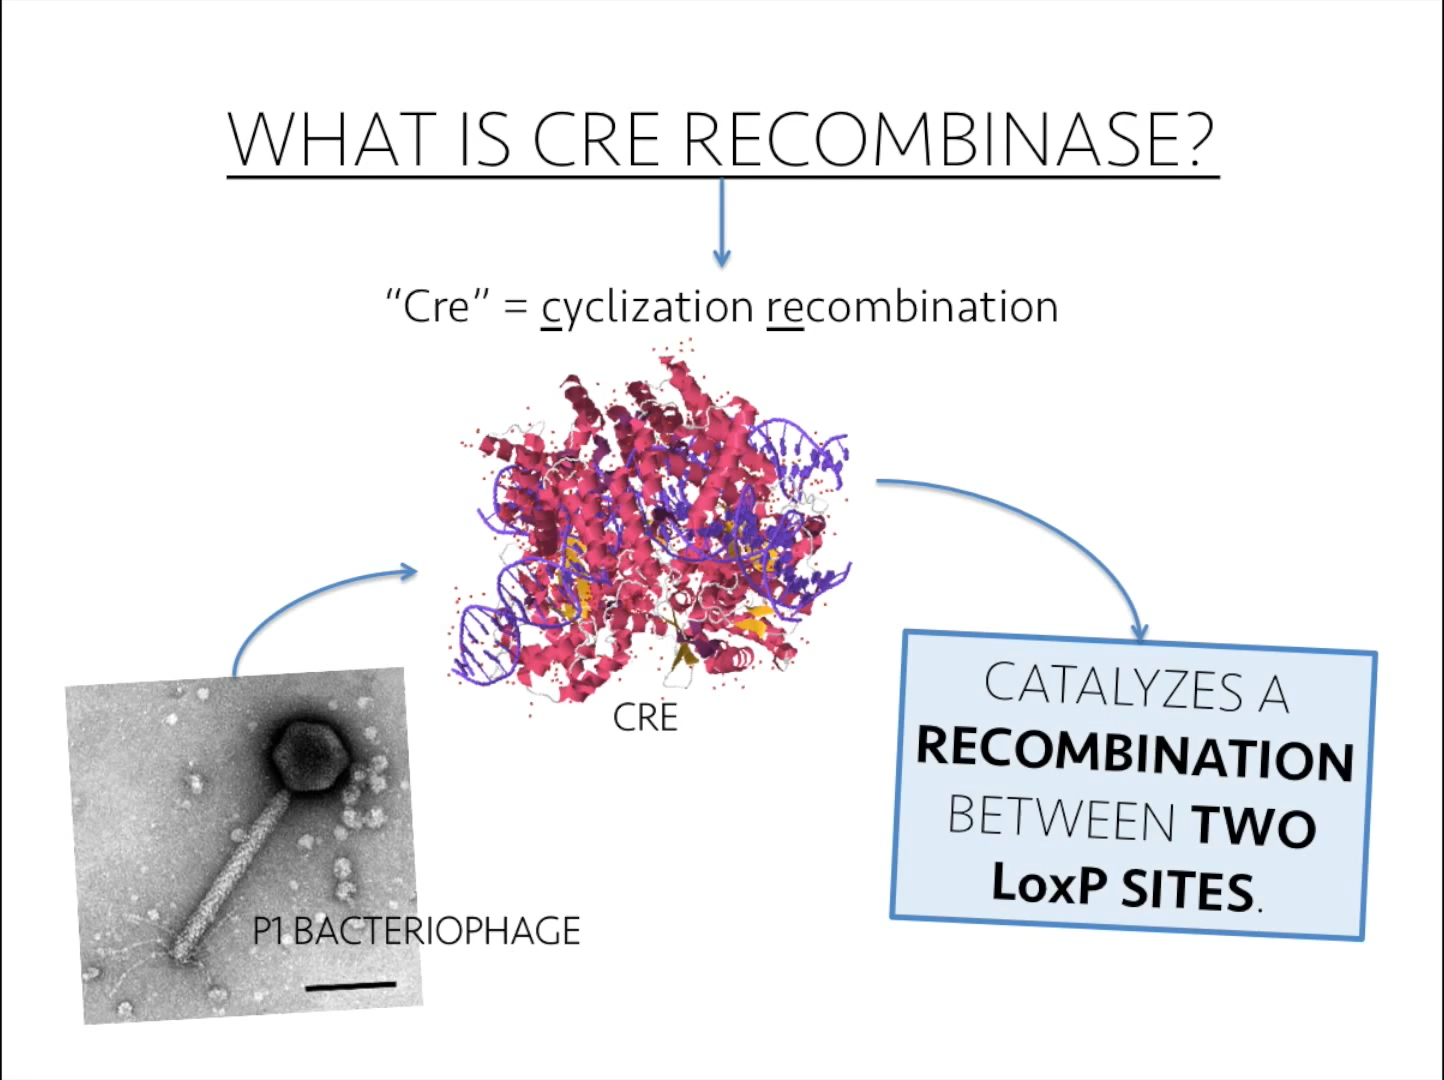 WHAT IS CRE RECOMBINASE?
“Cre” = cyclization recombination
CRE
P1 BACTERIOPHAGE
CATALYZES A
RECOMBINATION
BETWEEN TWO
LoxP SITES.